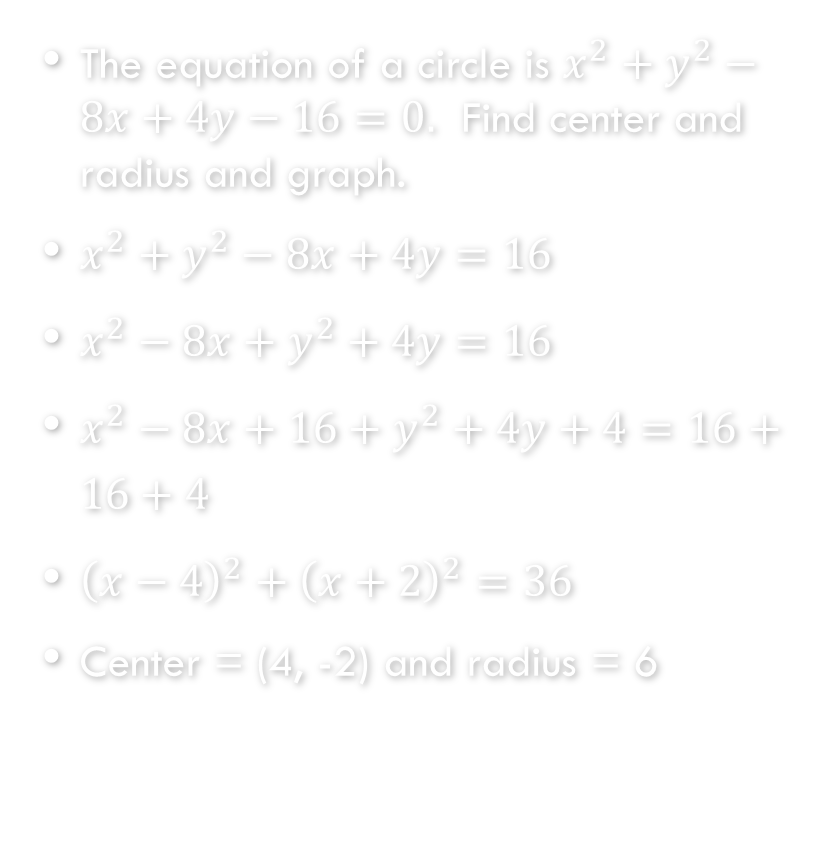 • The equation of a circle is x² + y² −
8x + 4y − 16 = 0. Find center and
radius and graph.
• x² + y² − 8x + 4y = 16
• x² − 8x + y² + 4y = 16
• x² − 8x + 16 + y² + 4y + 4 = 16 +
16 + 4
• (x − 4)² + (x + 2)² = 36
• Center = (4, -2) and radius = 6